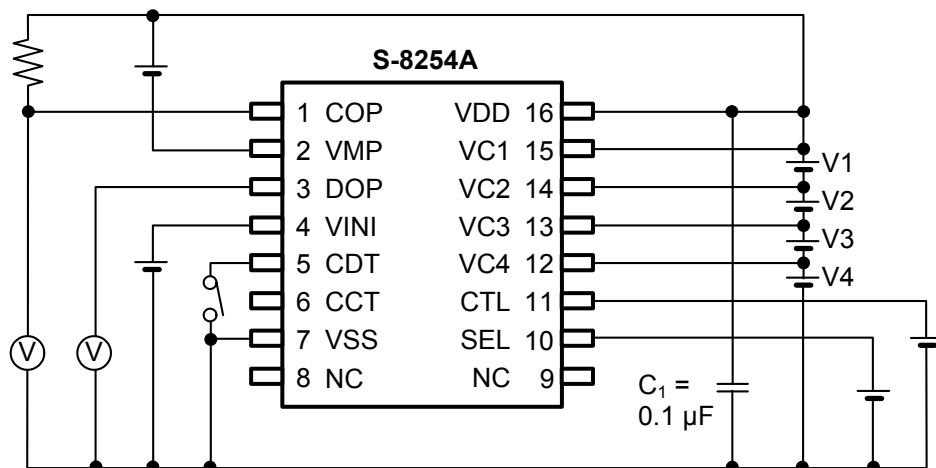 S-8254A
1 COP VDD 16
2 VMP VC1 15
3 DOP VC2 14
4 VINI VC3 13
5 CDT VC4 12
6 CCT CTL 11
7 VSS SEL 10
8 NC NC 9
V1
V2
V3
V4
V
V
C₁ =
0.1 µF